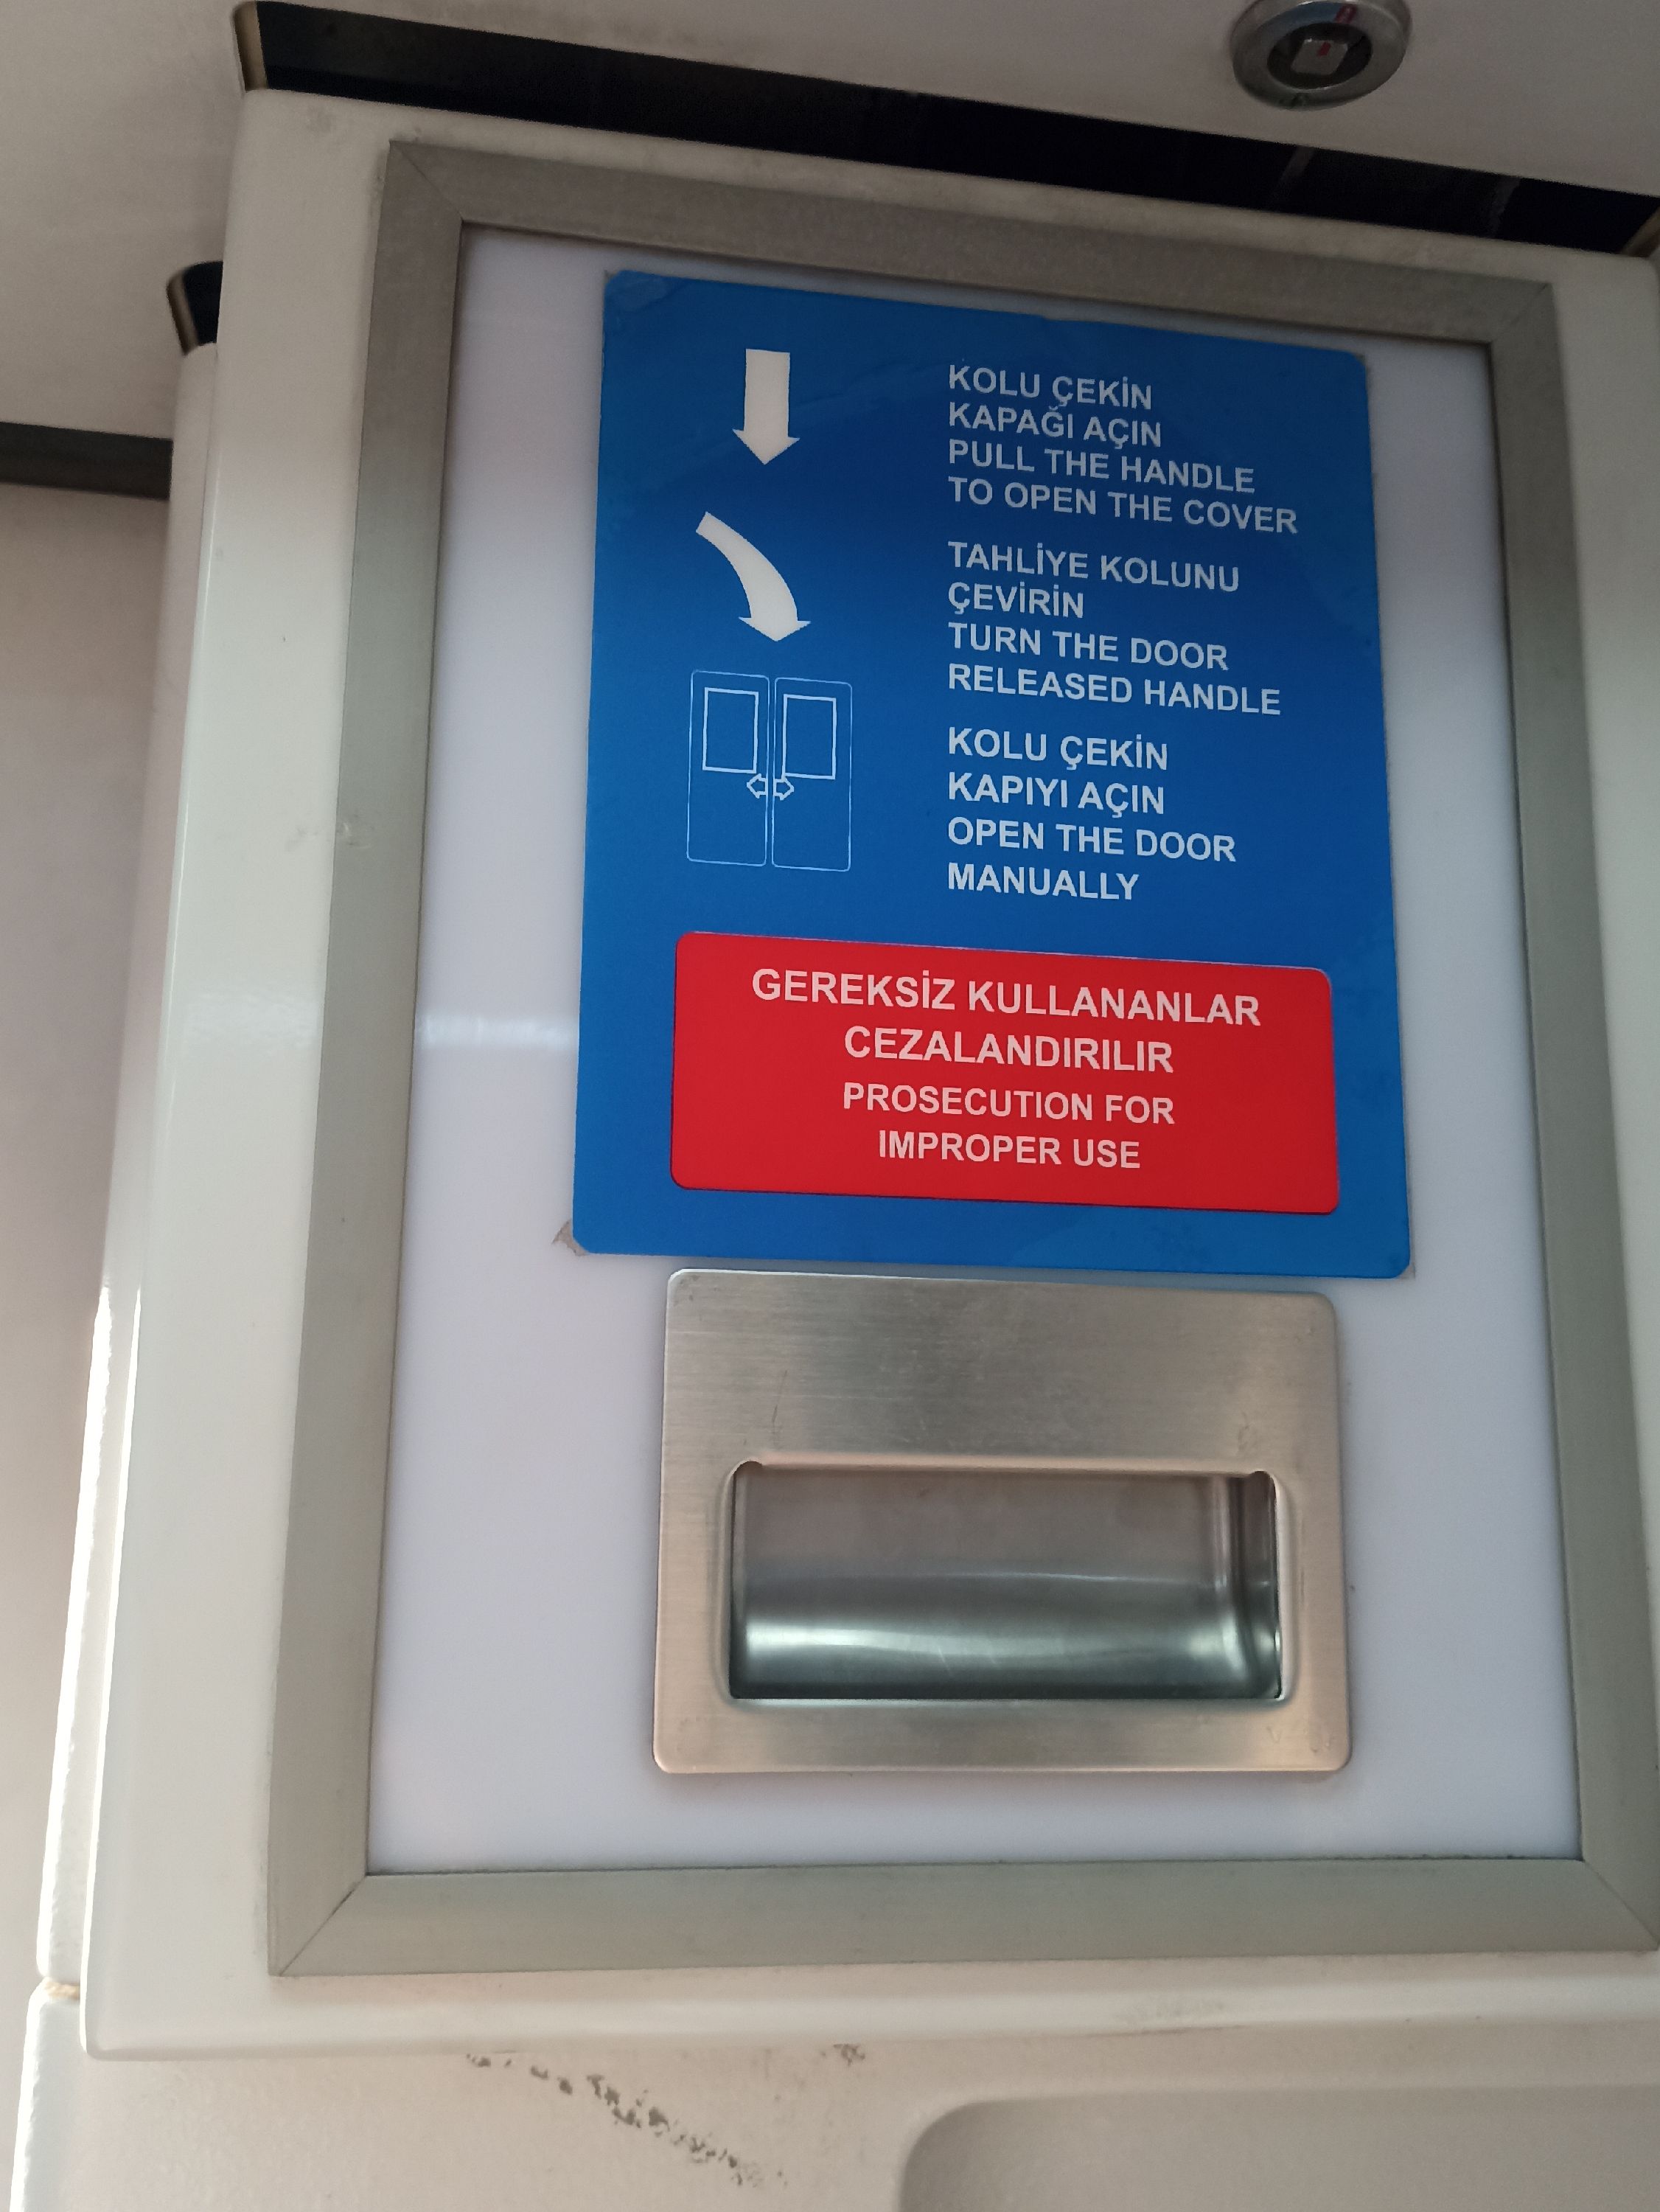 KOLU ÇEKİN
KAPAĞI AÇIN
PULL THE HANDLE
TO OPEN THE COVER
TAHLİYE KOLUNU
ÇEVİRİN
TURN THE DOOR
RELEASED HANDLE
KOLU ÇEKİN
KAPIYI AÇIN
OPEN THE DOOR
MANUALLY
GEREKSİZ KULLANANLAR
CEZALANDIRILIR
PROSECUTION FOR
IMPROPER USE